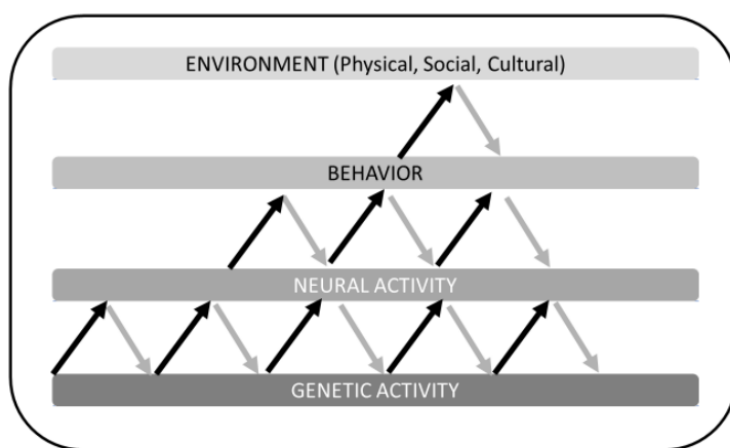 ENVIRONMENT (Physical, Social, Cultural)
BEHAVIOR
NEURAL ACTIVITY
GENETIC ACTIVITY